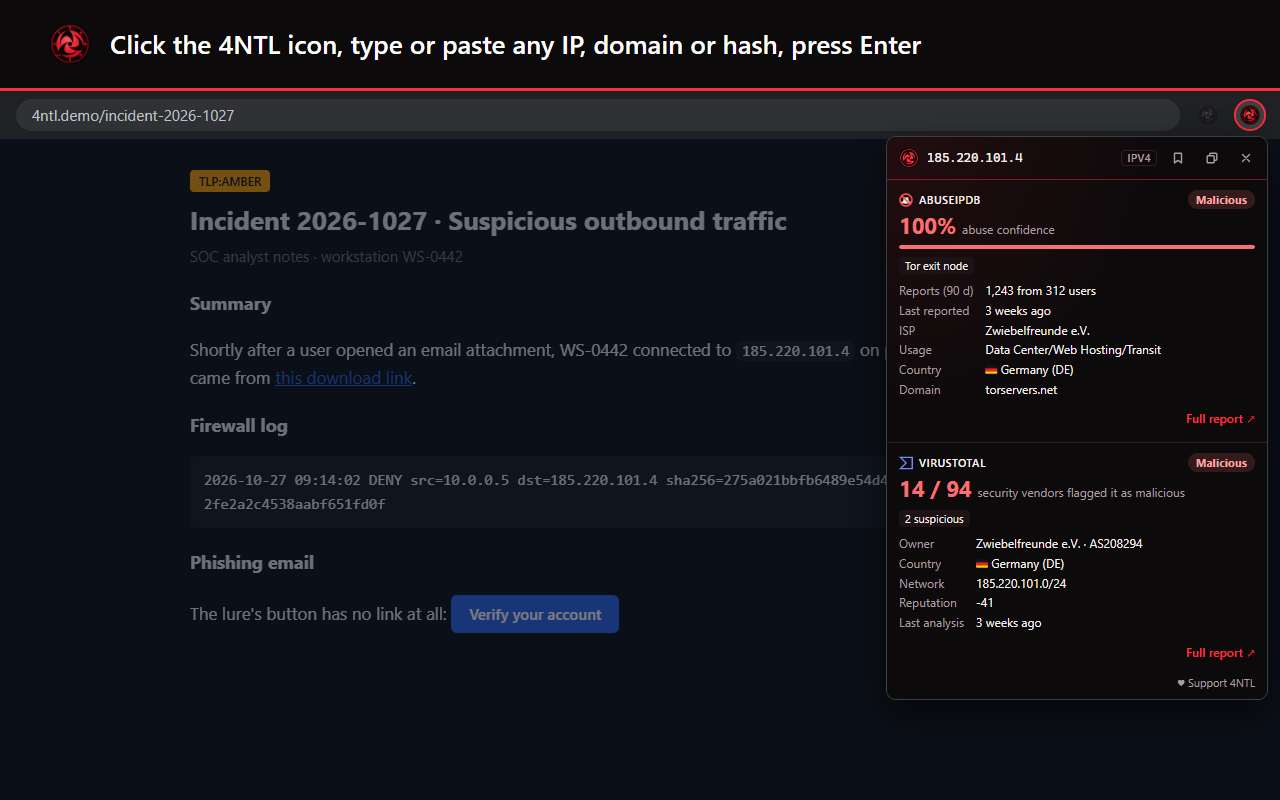 Click the 4NTL icon, type or paste any IP, domain or hash, press Enter
4ntl.demo/incident-2026-1027
TLP:AMBER
Incident 2026-1027 · Suspicious outbound traffic
SOC analyst notes · workstation WS-0442
Summary
Shortly after a user opened an email attachment, WS-0442 connected to 185.220.101.4 on
came from this download link.
Firewall log
2026-10-27 09:14:02 DENY src=10.0.0.5 dst=185.220.101.4 sha256=275a021bbfb6489e54d4
2fe2a2c4538aabf651fd0f
Phishing email
The lure's button has no link at all: Verify your account
185.220.101.4 IPV4
ABUSEIPDB Malicious
100% abuse confidence
Tor exit node
Reports (90 d) 1,243 from 312 users
Last reported 3 weeks ago
ISP Zwiebelfreunde e.V.
Usage Data Center/Web Hosting/Transit
Country Germany (DE)
Domain torservers.net
Full report ↗
VIRUSTOTAL Malicious
14 / 94 security vendors flagged it as malicious
2 suspicious
Owner Zwiebelfreunde e.V. · AS208294
Country Germany (DE)
Network 185.220.101.0/24
Reputation -41
Last analysis 3 weeks ago
Full report ↗
♥ Support 4NTL